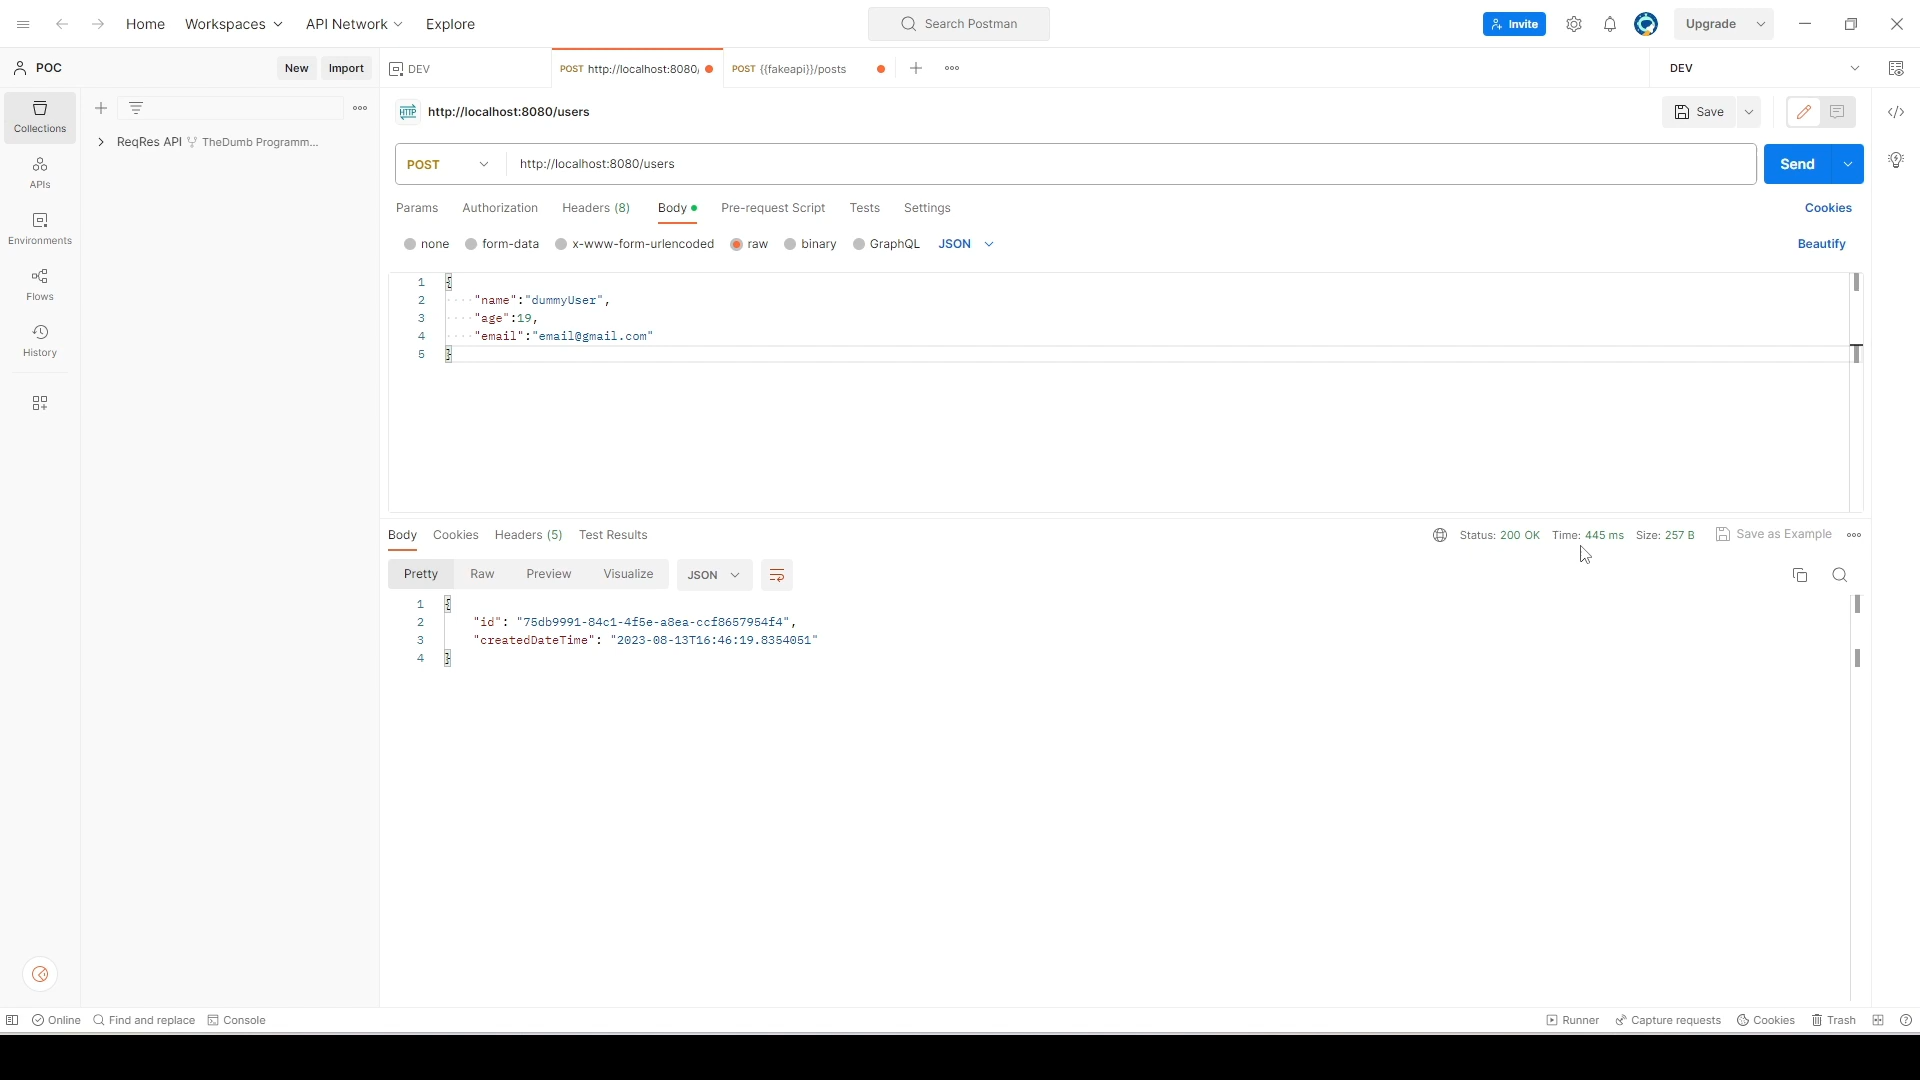 Home Workspaces API Network Explore Search Postman Invite Upgrade
POC New Import DEV POST http://localhost:8080/ POST {{fakeapi}}/posts DEV
Collections
ReqRes API TheDumb Programm...
APIs
Environments
Flows
History
HTTP http://localhost:8080/users Save
POST http://localhost:8080/users Send
Params Authorization Headers (8) Body Pre-request Script Tests Settings Cookies
none form-data x-www-form-urlencoded raw binary GraphQL JSON Beautify
1 {
2 ····"name":"dummyUser",
3 ····"age":19,
4 ····"email":"email@gmail.com"
5 }
Body Cookies Headers (5) Test Results Status: 200 OK Time: 445 ms Size: 257 B Save as Example
Pretty Raw Preview Visualize JSON
1 {
2 "id": "75db9991-84c1-4f5e-a8ea-ccf8657954f4",
3 "createdDateTime": "2023-08-13T16:46:19.8354051"
4 }
Online Find and replace Console Runner Capture requests Cookies Trash